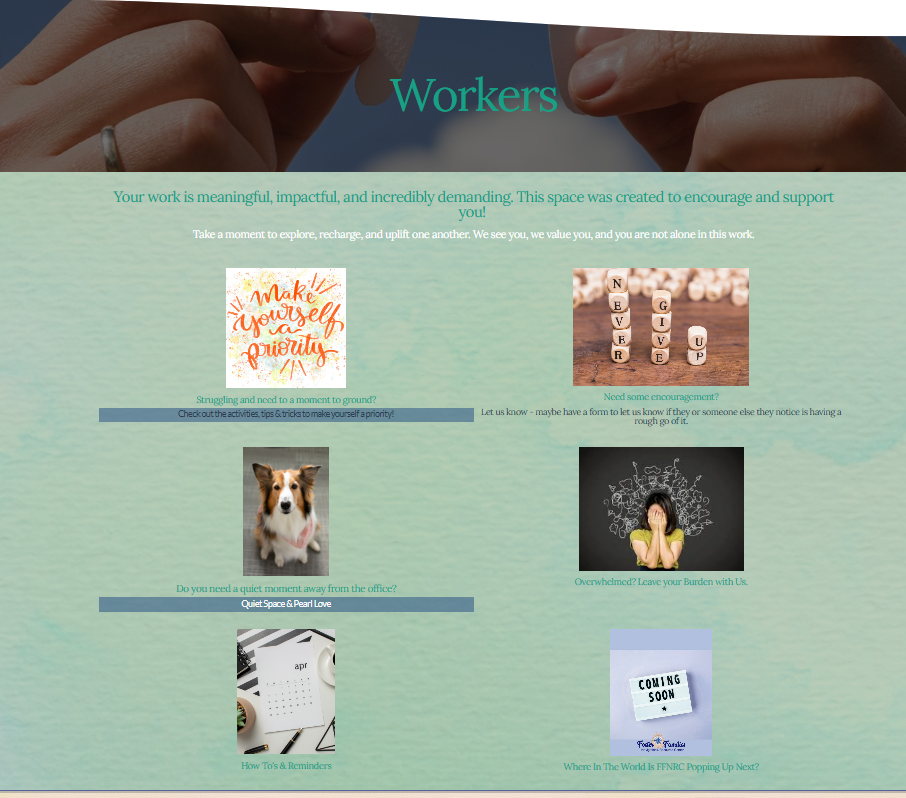 Workers
Your work is meaningful, impactful, and incredibly demanding. This space was created to encourage and support
you!
Take a moment to explore, recharge, and uplift one another. We see you, we value you, and you are not alone in this work.
make
yourself
a
priority
NEVER
GIVE
UP
Struggling and need to a moment to ground?
Check out the activities, tips & tricks to make yourself a priority!
Need some encouragement?
Let us know - maybe have a form to let us know if they or someone else they notice is having a
rough go of it.
Do you need a quiet moment away from the office?
Quiet Space & Pearl Love
Overwhelmed? Leave your Burden with Us.
apr
How To's & Reminders
COMING
SOON
Foster Families
Where In The World Is FFNRC Popping Up Next?